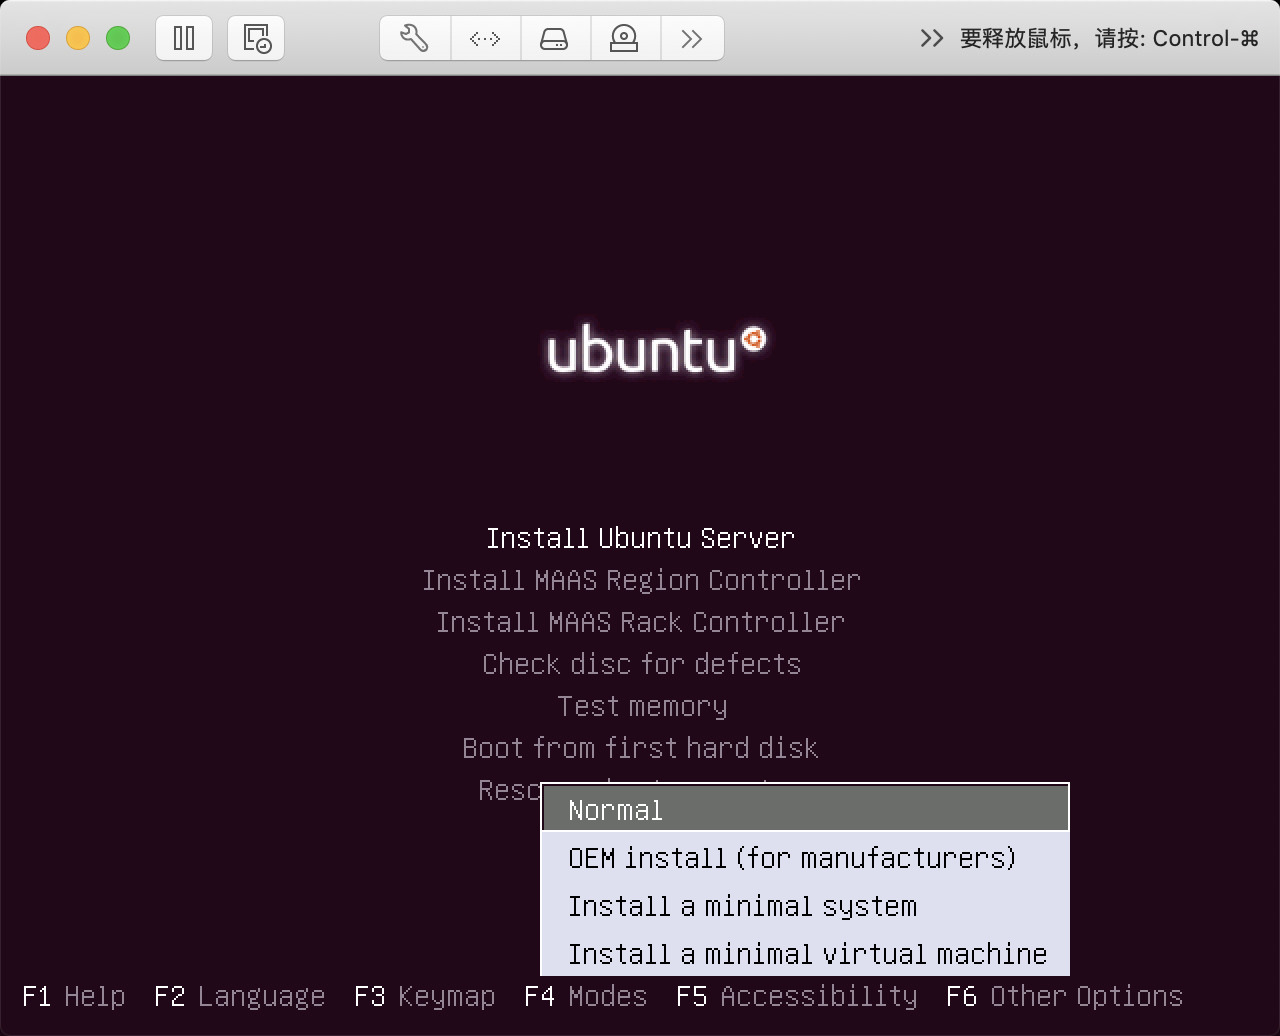 要释放鼠标，请按: Control-⌘
ubuntu
Install Ubuntu Server
Install MAAS Region Controller
Install MAAS Rack Controller
Check disc for defects
Test memory
Boot from first hard disk
Normal
OEM install (for manufacturers)
Install a minimal system
Install a minimal virtual machine
F1 Help F2 Language F3 Keymap F4 Modes F5 Accessibility F6 Other Options